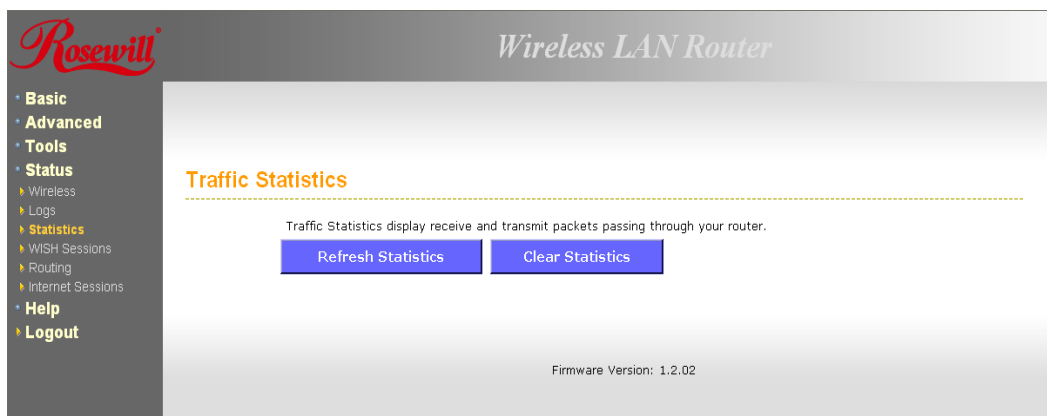 Rosewill
Wireless LAN Router
Basic
Advanced
Tools
Status
Wireless
Logs
Statistics
WISH Sessions
Routing
Internet Sessions
Help
Logout
Traffic Statistics
Traffic Statistics display receive and transmit packets passing through your router.
Refresh Statistics
Clear Statistics
Firmware Version: 1.2.02